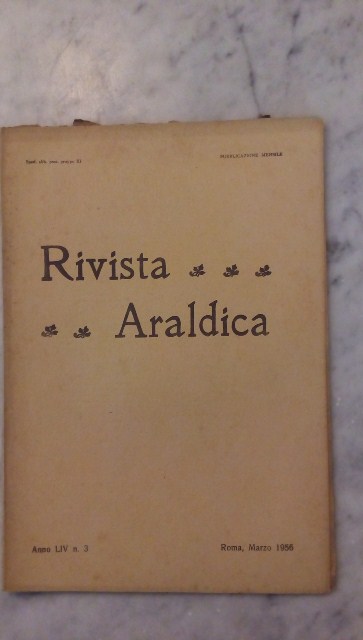 PUBBLICAZIONE MENSILE
Rivista
Araldica
Anno LIV n. 3
Roma, Marzo 1956